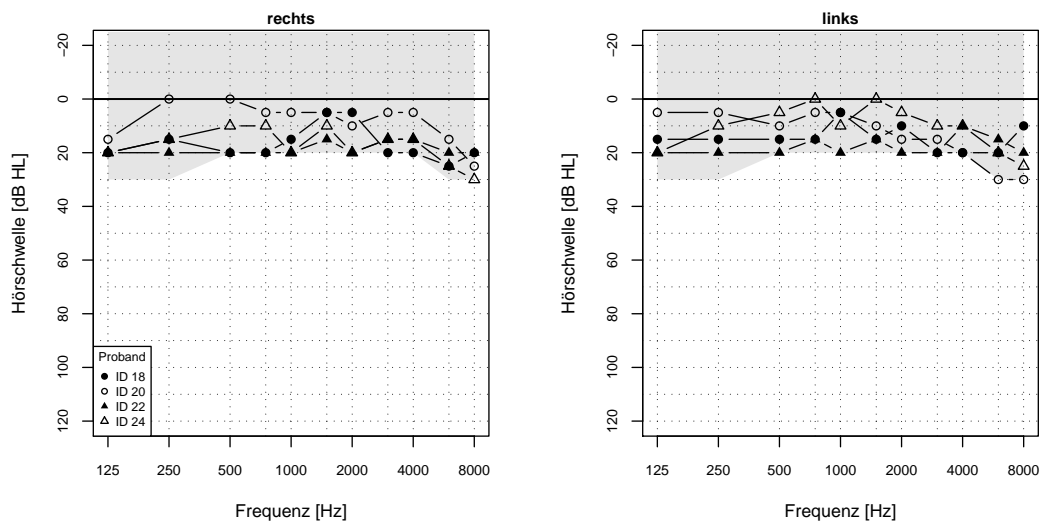 rechts
−20
0
20
40
60
80
100
120
Hörschwelle [dB HL]
Proband
ID 18
ID 20
ID 22
ID 24
125 250 500 1000 2000 4000 8000
Frequenz [Hz]
links
−20
0
20
40
60
80
100
120
Hörschwelle [dB HL]
125 250 500 1000 2000 4000 8000
Frequenz [Hz]